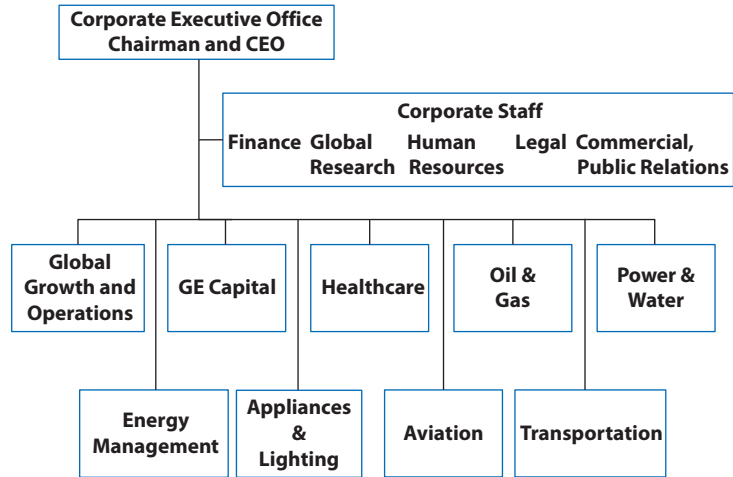 Corporate Executive Office
Chairman and CEO
Corporate Staff
Finance Global Human Legal Commercial,
Research Resources Public Relations
Global
Growth and
Operations
GE Capital
Healthcare
Oil &
Gas
Power &
Water
Energy
Management
Appliances
&
Lighting
Aviation
Transportation